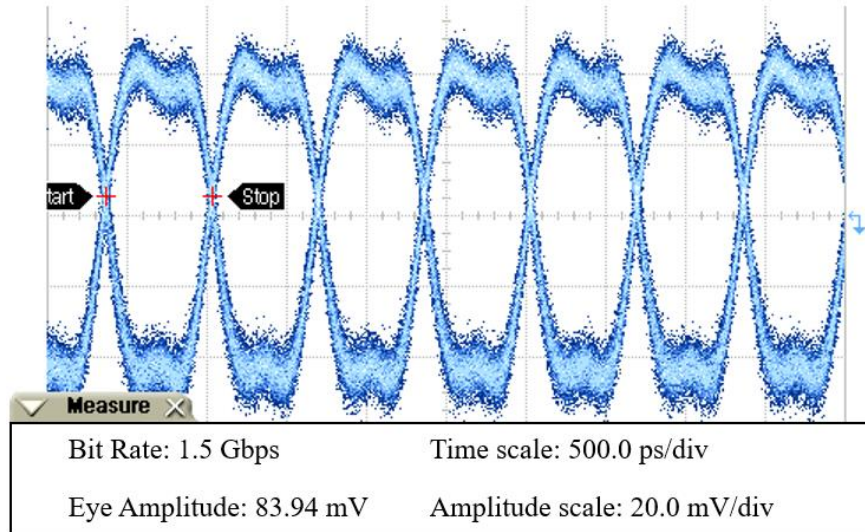 tart Stop
Measure
Bit Rate: 1.5 Gbps Time scale: 500.0 ps/div
Eye Amplitude: 83.94 mV Amplitude scale: 20.0 mV/div